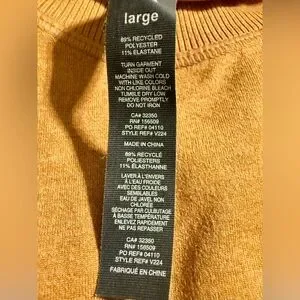 large
89% RECYCLED
POLYESTER
11% ELASTANE
TURN GARMENT
INSIDE OUT
MACHINE WASH COLD
WITH LIKE COLORS
NON CHLORINE BLEACH
TUMBLE DRY LOW
REMOVE PROMPTLY
DO NOT IRON
CA# 32350
RN# 156509
PO REF# 04110
STYLE REF# V224
MADE IN CHINA
89% RECYCLÉ
POLIESTERS
11% ELASTHANNE
LAVER À L'ENVERS
À L'EAU FROIDE
AVEC DES COULEURS
SEMBLABLES
EAU DE JAVEL NON
CHLORÉE
SÉCHAGE PAR CULBUTAGE
À BASSE TEMPÉRATURE
ENLEVEZ RAPIDEMENT
NE PAS REPASSER
CA# 32350
RN# 156509
PO REF# 04110
STYLE REF# V224
FABRIQUÉ EN CHINE